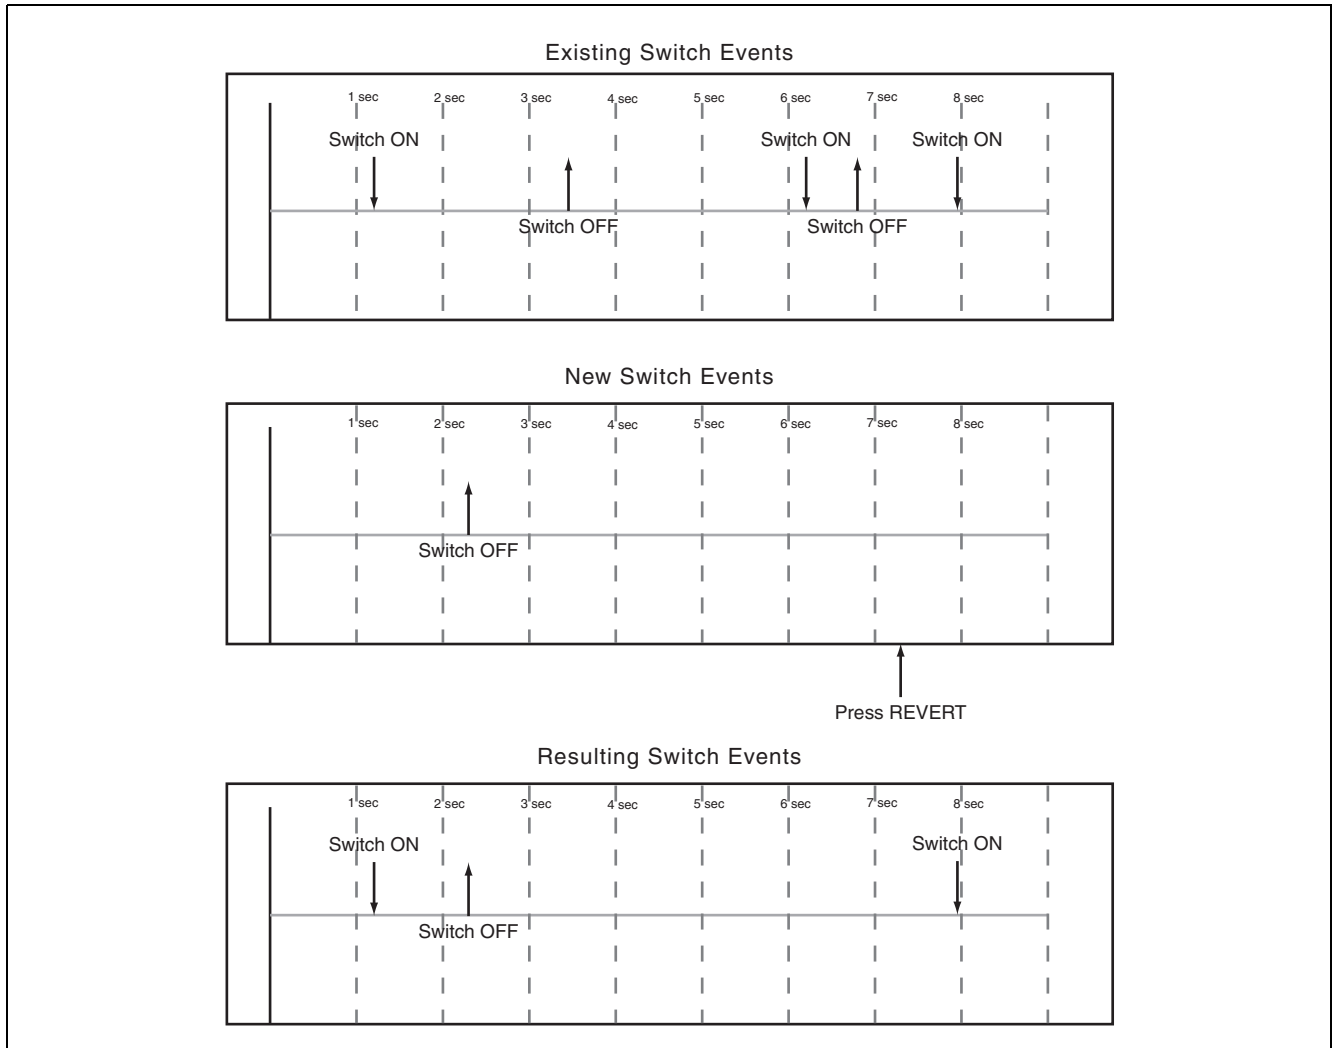 Existing Switch Events
1 sec 2 sec 3 sec 4 sec 5 sec 6 sec 7 sec 8 sec
Switch ON Switch ON Switch ON
Switch OFF Switch OFF
New Switch Events
1 sec 2 sec 3 sec 4 sec 5 sec 6 sec 7 sec 8 sec
Switch OFF
Press REVERT
Resulting Switch Events
1 sec 2 sec 3 sec 4 sec 5 sec 6 sec 7 sec 8 sec
Switch ON Switch ON
Switch OFF